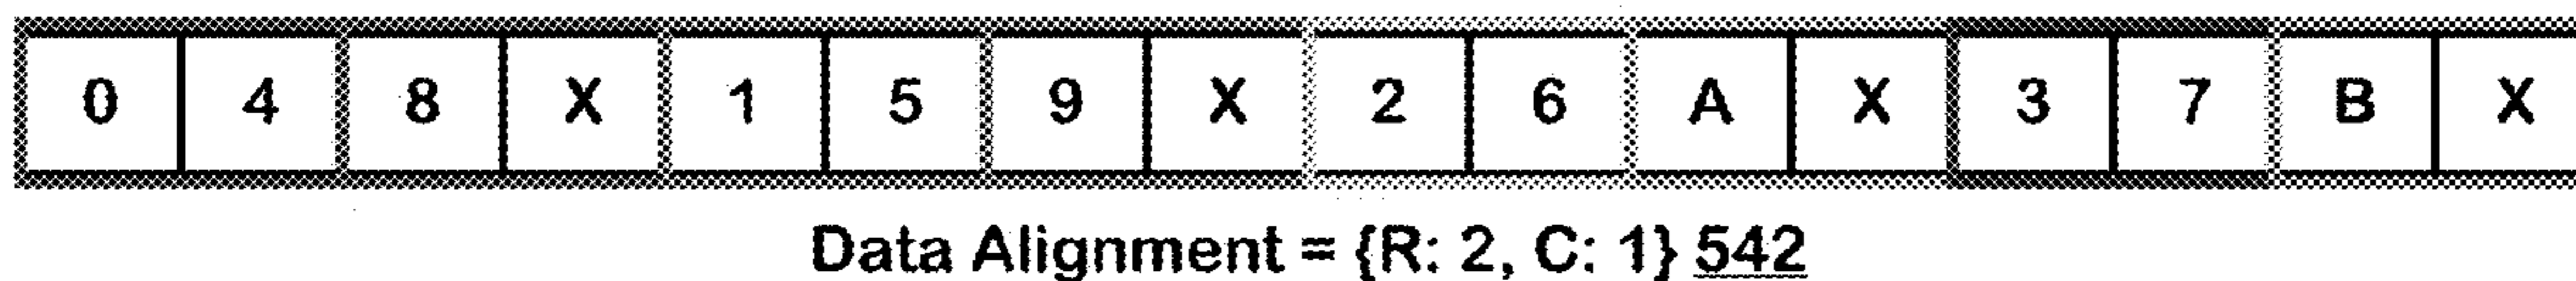 0 4 8 X 1 5 9 X 2 6 A X 3 7 B X
Data Alignment = {R: 2, C: 1} 542